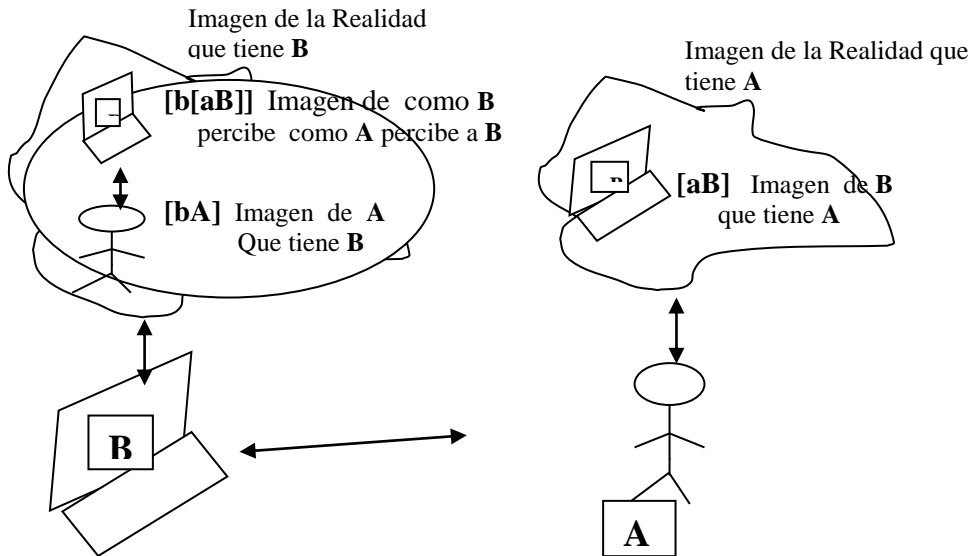 Imagen de la Realidad
que tiene B
[b[aB]] Imagen de como B
percibe como A percibe a B
[bA] Imagen de A
Que tiene B
B
Imagen de la Realidad que
tiene A
[aB] Imagen de B
que tiene A
A